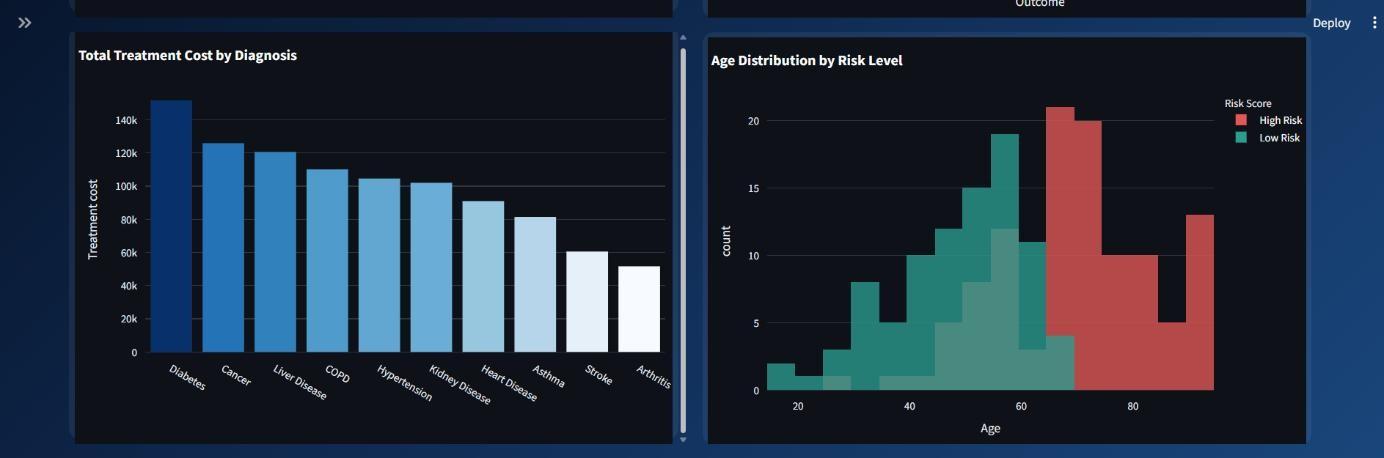 Outcome
Deploy
Total Treatment Cost by Diagnosis
Treatment cost
140k
120k
100k
80k
60k
40k
20k
0
Diabetes
Cancer
Liver Disease
COPD
Hypertension
Kidney Disease
Heart Disease
Asthma
Stroke
Arthritis
Age Distribution by Risk Level
Risk Score
High Risk
Low Risk
count
20
15
10
5
0
20
40
60
80
Age